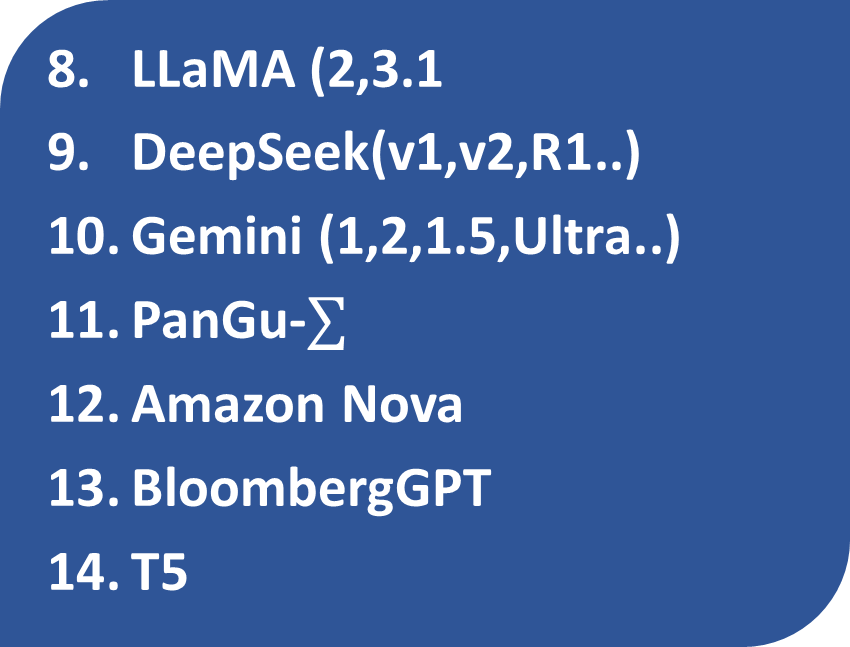 8. LLaMA (2,3.1
9. DeepSeek(v1,v2,R1..)
10. Gemini (1,2,1.5,Ultra..)
11. PanGu-∑
12. Amazon Nova
13. BloombergGPT
14. T5